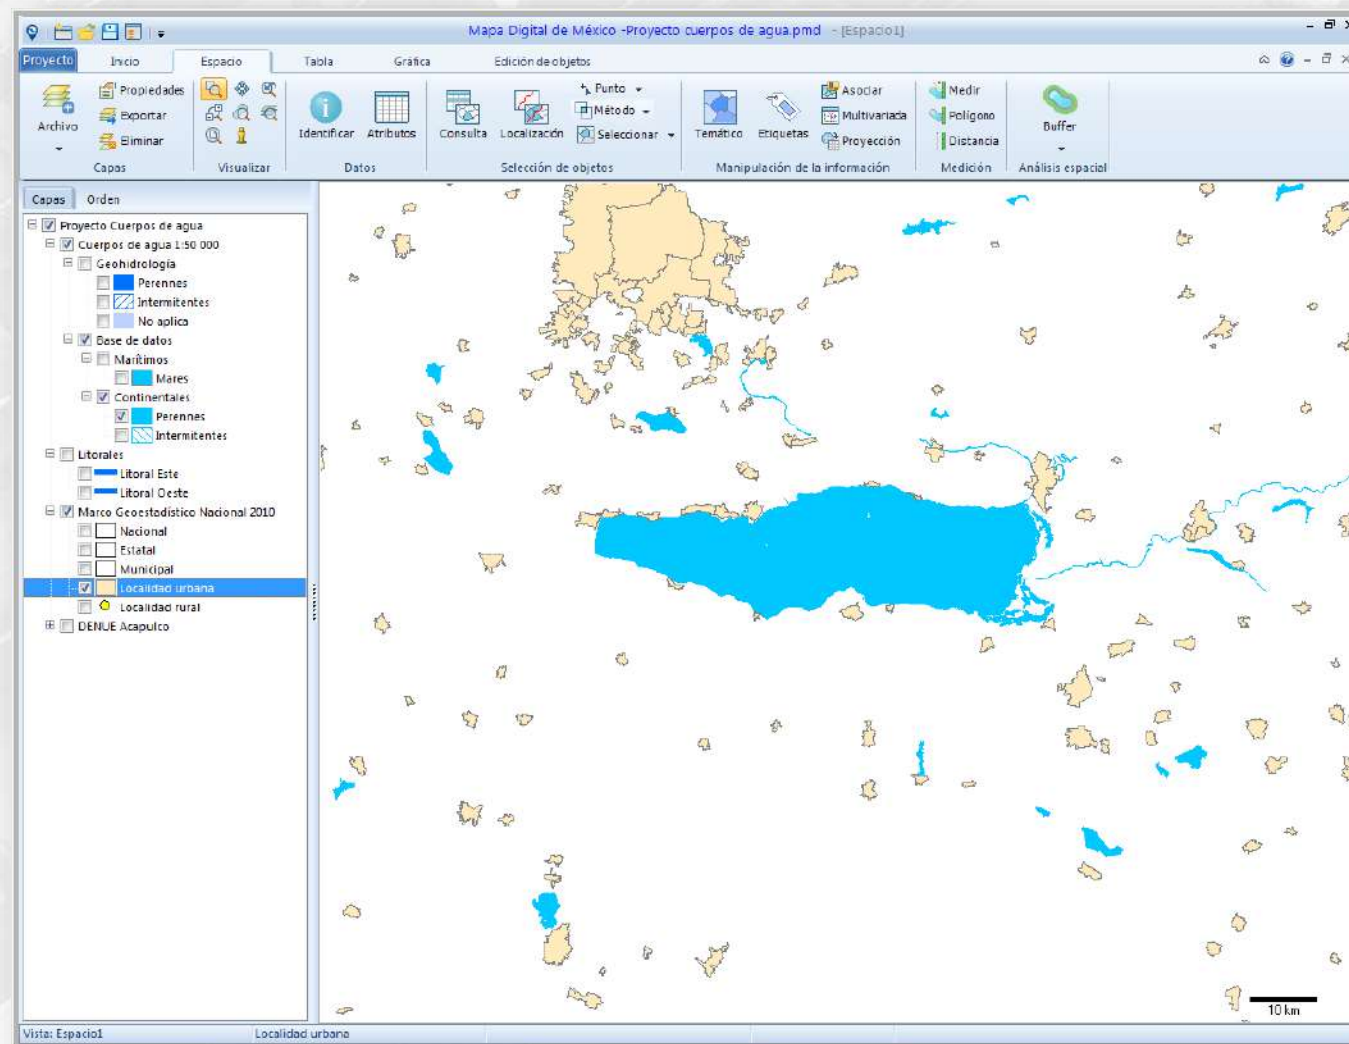 Mapa Digital de México -Proyecto cuerpos de agua.pmd - [Espacio1]
Proyecto Inicio Espacio Tabla Gráfica Edición de objetos
Archivo
Propiedades
Exportar
Eliminar
Capas
Visualizar
Identificar Atributos
Datos
Consulta Localización
Punto
Método
Seleccionar
Selección de objetos
Temático Etiquetas
Asociar
Multivariada
Proyección
Manipulación de la información
Medir
Polígono
Distancia
Medición
Buffer
Análisis espacial
Capas Orden
Proyecto Cuerpos de agua
Cuerpos de agua 1:50 000
Geohidrología
Perennes
Intermitentes
No aplica
Base de datos
Marítimos
Mares
Continentales
Perennes
Intermitentes
Litorales
Litoral Este
Litoral Oeste
Marco Geoestadístico Nacional 2010
Nacional
Estatal
Municipal
Localidad urbana
Localidad rural
DENUE Acapulco
10 km
Vista: Espacio1 Localidad urbana